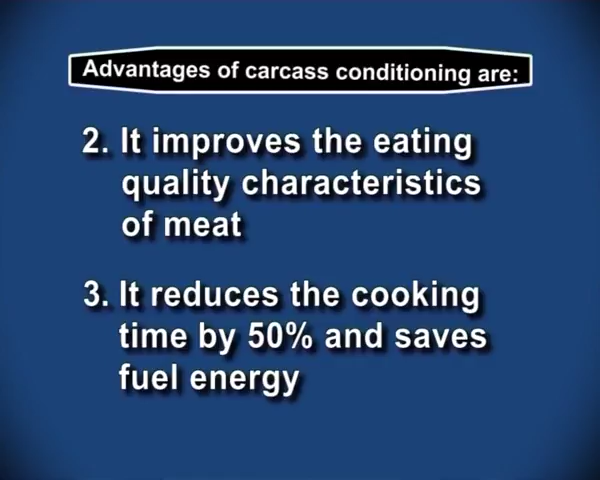 Advantages of carcass conditioning are:
2. It improves the eating
quality characteristics
of meat
3. It reduces the cooking
time by 50% and saves
fuel energy